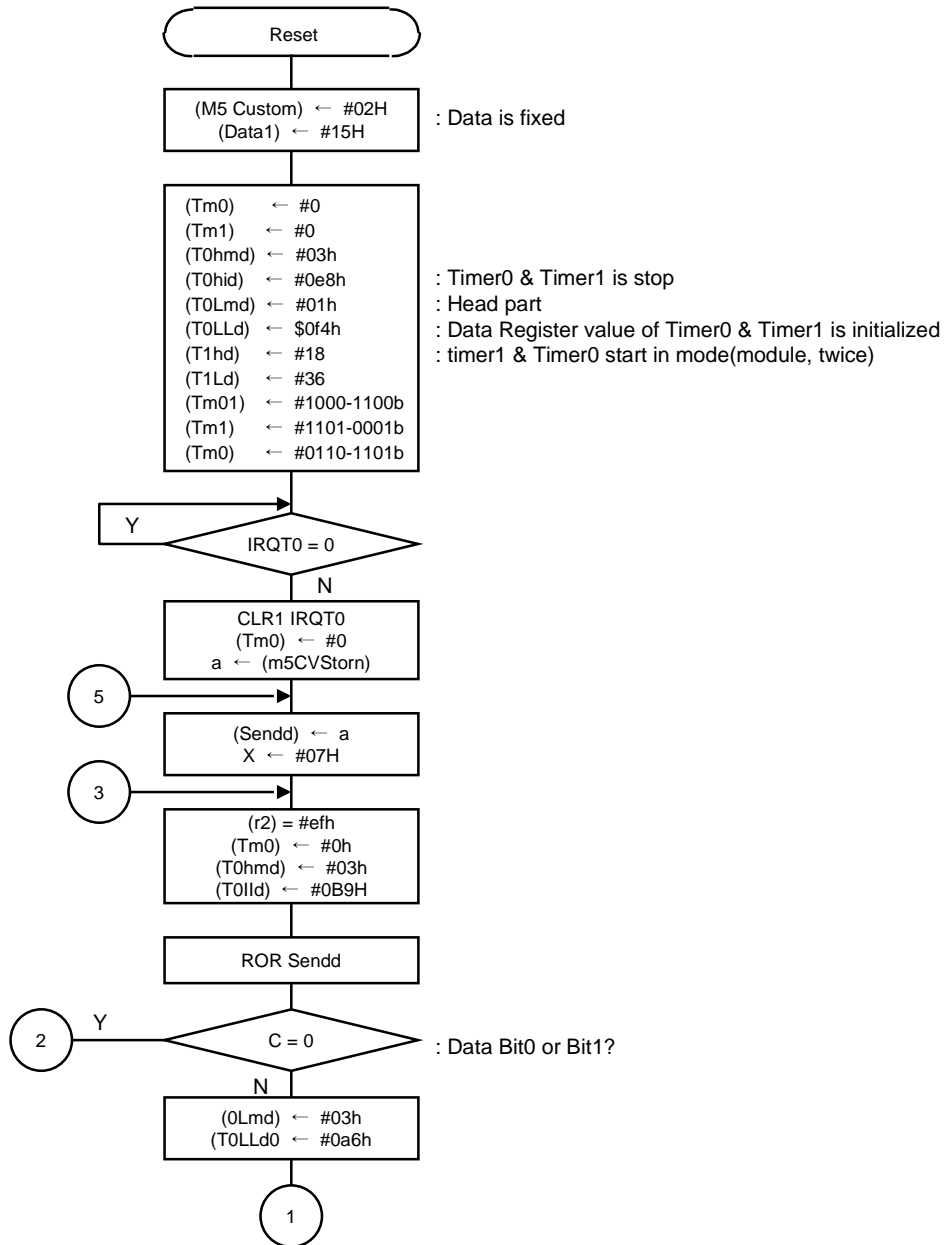 Reset
(M5 Custom) ← #02H
(Data1) ← #15H
: Data is fixed
(Tm0) ← #0
(Tm1) ← #0
(T0hmd) ← #03h
(T0hid) ← #0e8h
(T0Lmd) ← #01h
(T0LLd) ← $0f4h
(T1hd) ← #18
(T1Ld) ← #36
(Tm01) ← #1000-1100b
(Tm1) ← #1101-0001b
(Tm0) ← #0110-1101b
: Timer0 & Timer1 is stop
: Head part
: Data Register value of Timer0 & Timer1 is initialized
: timer1 & Timer0 start in mode(module, twice)
Y
IRQT0 = 0
N
CLR1 IRQT0
(Tm0) ← #0
a ← (m5CVStorn)
5
(Sendd) ← a
X ← #07H
3
(r2) = #efh
(Tm0) ← #0h
(T0hmd) ← #03h
(T0IId) ← #0B9H
ROR Sendd
2
Y
C = 0
: Data Bit0 or Bit1?
N
(0Lmd) ← #03h
(T0LLd0 ← #0a6h
1